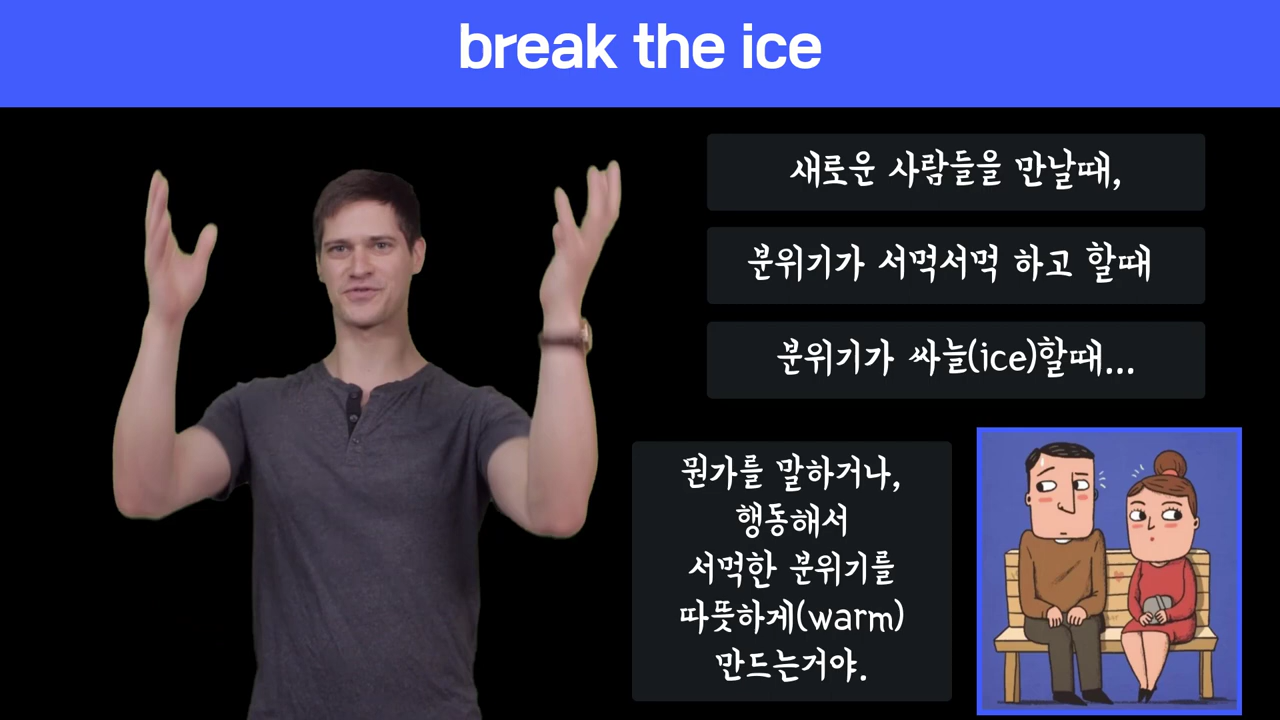 break the ice
새로운 사람들을 만날때,
분위기가 서먹서먹 하고 할때
분위기가 싸늘(ice)할때...
뭔가를 말하거나,
행동해서
서먹한 분위기를
따뜻하게(warm)
만드는거야.